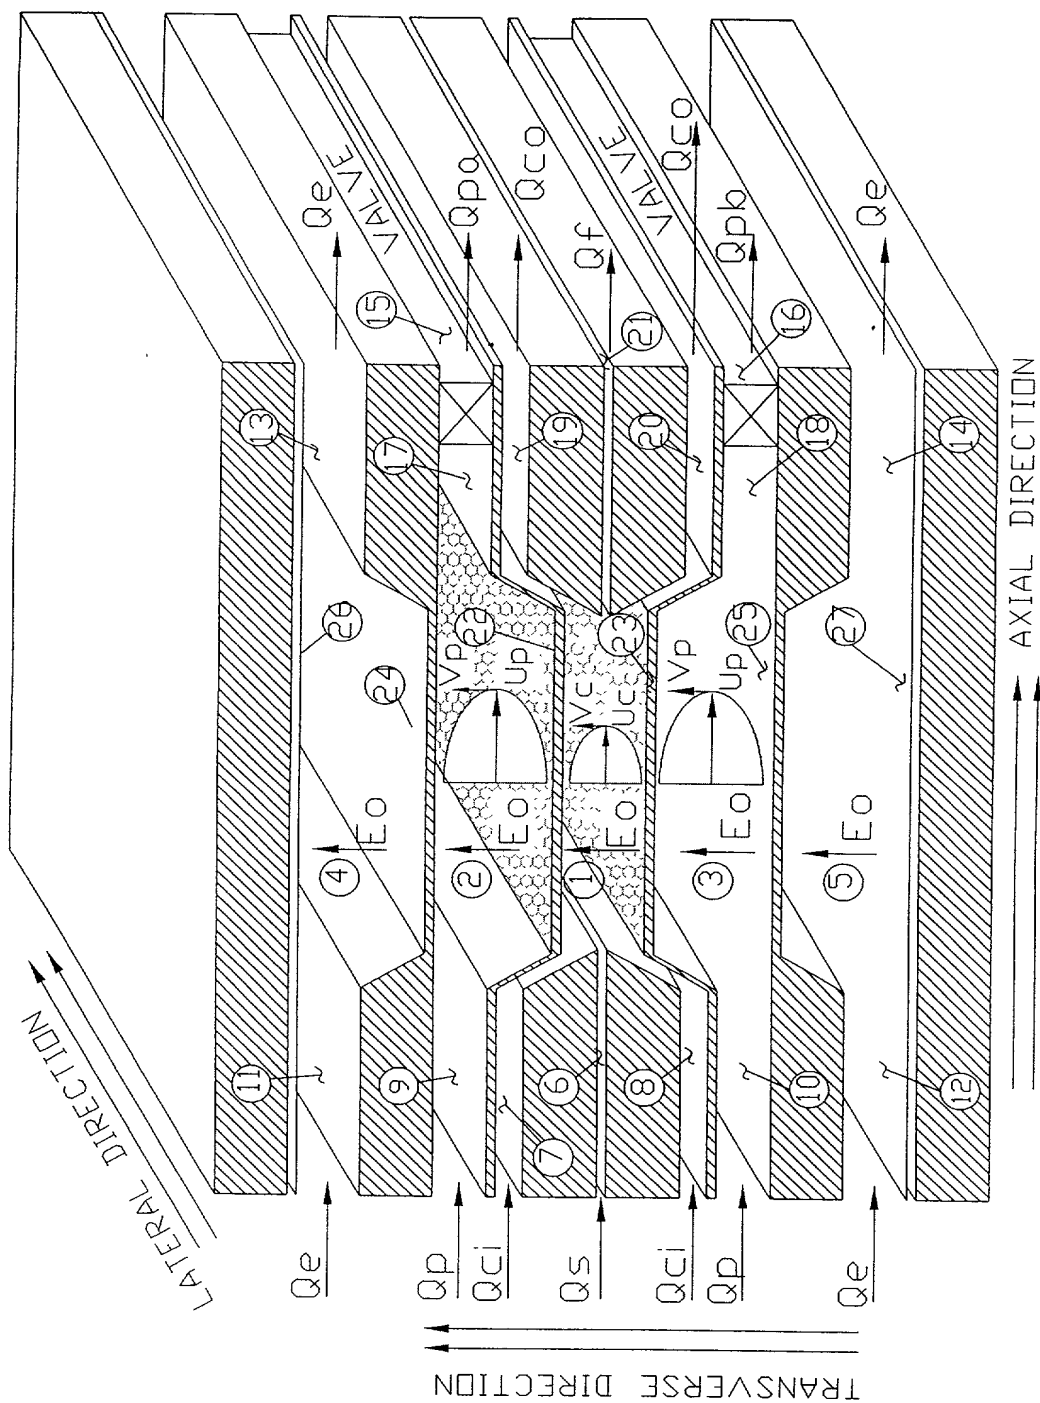 LATERAL DIRECTION
TRANSVERSE DIRECTION
AXIAL DIRECTION
Qe
Qp
Qci
Qs
Qci
Qp
Qe
Qe
VALVE
Qpa
Qco
Qf
VALVE
Qco
Qpb
Qe
11
13
26
24
4
Eo
9
17
15
2
Eo
Vp
22
Up
7
19
6
1
Eo
Vc
Uc
23
21
8
20
3
Eo
Vp
Up
25
10
18
16
5
Eo
27
12
14